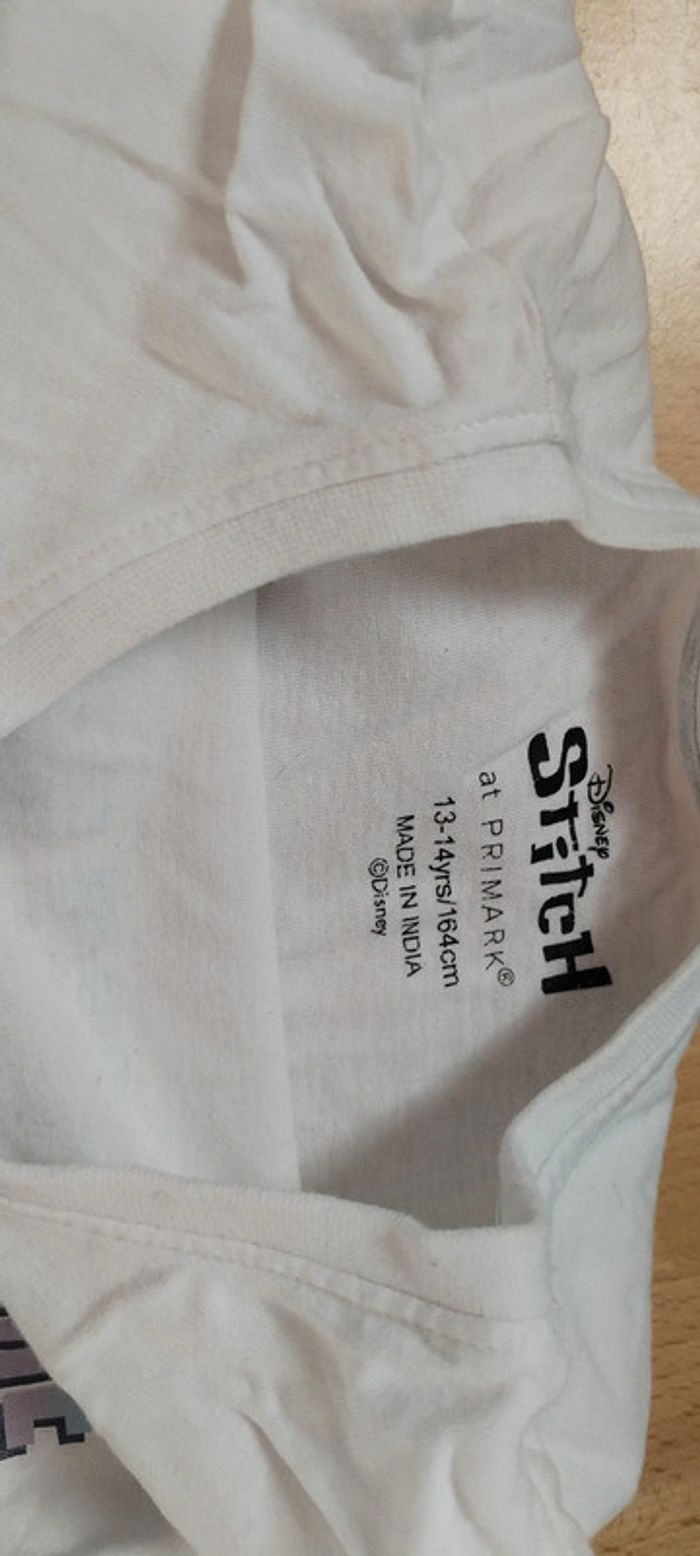 Disney
Stitch
at PRIMARK®
13-14yrs/164cm
MADE IN INDIA
©Disney